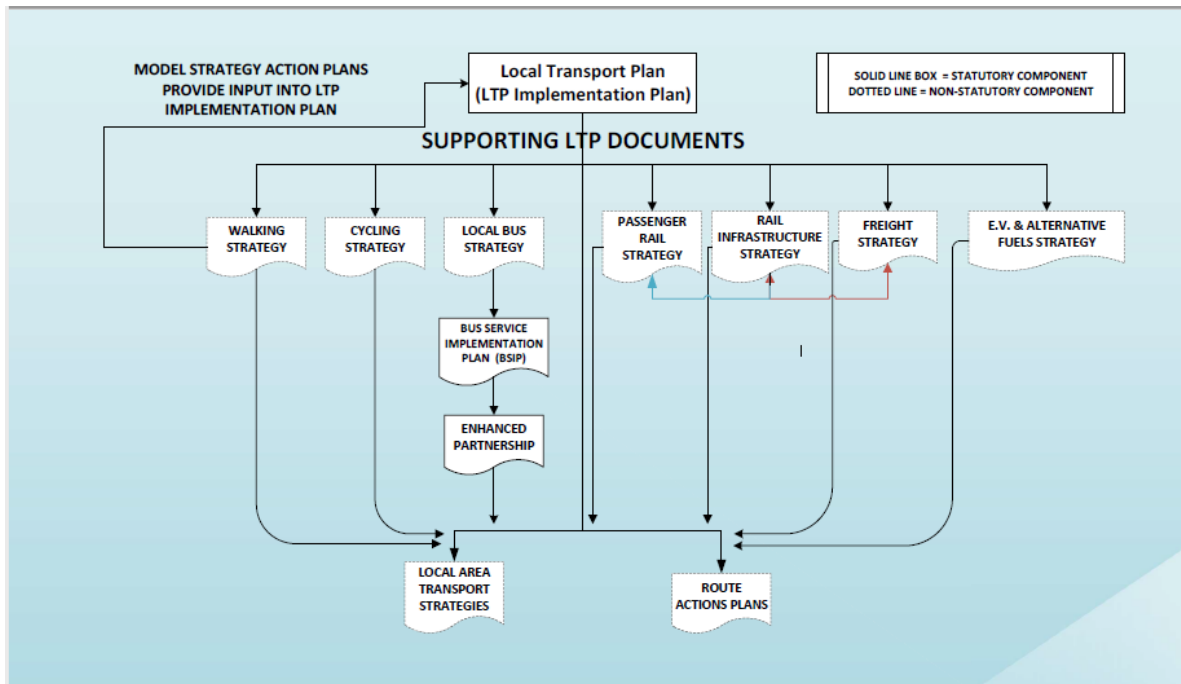 MODEL STRATEGY ACTION PLANS
PROVIDE INPUT INTO LTP
IMPLEMENTATION PLAN
Local Transport Plan
(LTP Implementation Plan)
SOLID LINE BOX = STATUTORY COMPONENT
DOTTED LINE = NON-STATUTORY COMPONENT
SUPPORTING LTP DOCUMENTS
WALKING
STRATEGY
CYCLING
STRATEGY
LOCAL BUS
STRATEGY
PASSENGER
RAIL
STRATEGY
RAIL
INFRASTRUCTURE
STRATEGY
FREIGHT
STRATEGY
E.V. & ALTERNATIVE
FUELS STRATEGY
BUS SERVICE
IMPLEMENTATION
PLAN (BSIP)
ENHANCED
PARTNERSHIP
LOCAL AREA
TRANSPORT
STRATEGIES
ROUTE
ACTIONS PLANS